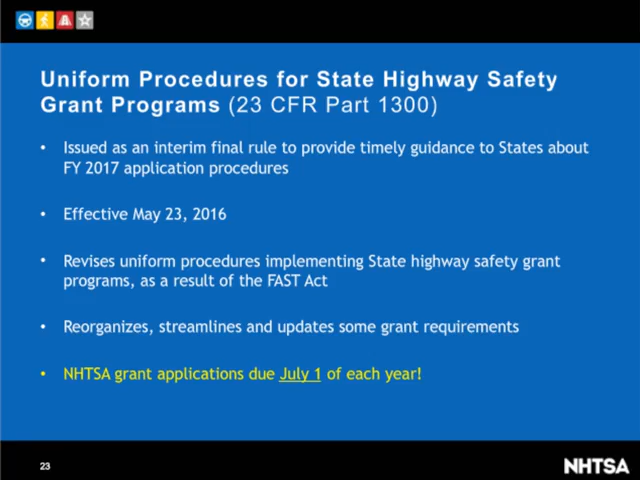 Uniform Procedures for State Highway Safety
Grant Programs (23 CFR Part 1300)
• Issued as an interim final rule to provide timely guidance to States about
FY 2017 application procedures
• Effective May 23, 2016
• Revises uniform procedures implementing State highway safety grant
programs, as a result of the FAST Act
• Reorganizes, streamlines and updates some grant requirements
• NHTSA grant applications due July 1 of each year!
23
NHTSA